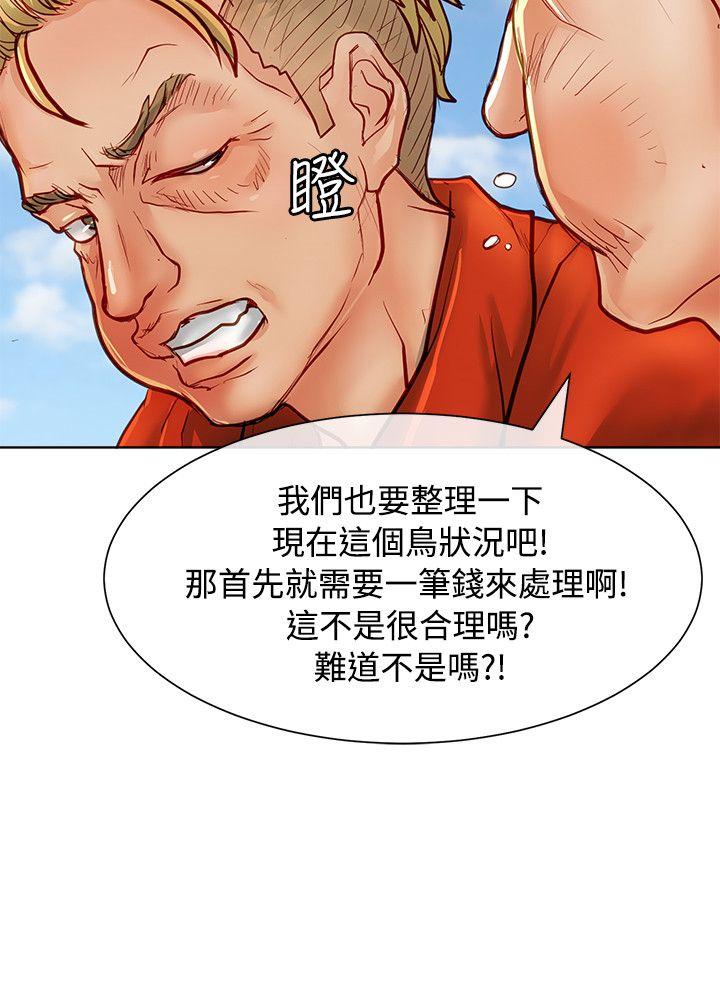 瞪
我們也要整理一下
現在這個鳥狀況吧!
那首先就需要一筆錢來處理啊!
這不是很合理嗎?
難道不是嗎?!